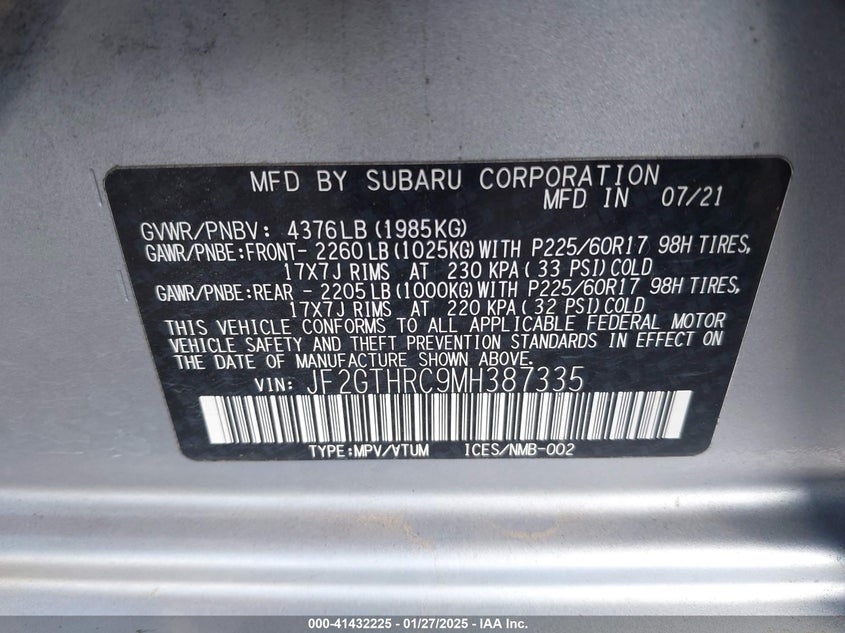 MFD BY SUBARU CORPORATION
MFD IN 07/21
GVWR/PNBV: 4376LB(1985KG)
GAWR/PNBE:FRONT- 2260LB(1025KG)WITH P225/60R17 98H TIRES,
17X7J RIMS AT 230 KPA( 33 PSI)COLD
GAWR/PNBE:REAR - 2205LB(1000KG)WITH P225/60R17 98H TIRES,
17X7J RIMS AT 220 KPA( 32 PSI)COLD
THIS VEHICLE CONFORMS TO ALL APPLICABLE FEDERAL MOTOR
VEHICLE SAFETY AND THEFT PREVENTION STANDARDS IN EFFECT ON
THE DATE OF MANUFACTURE SHOWN ABOVE.
VIN: JF2GTHRC9MH387335
TYPE:MPV/VTUM ICES/NMB-002
000-41432225 - 01/27/2025 - IAA Inc.